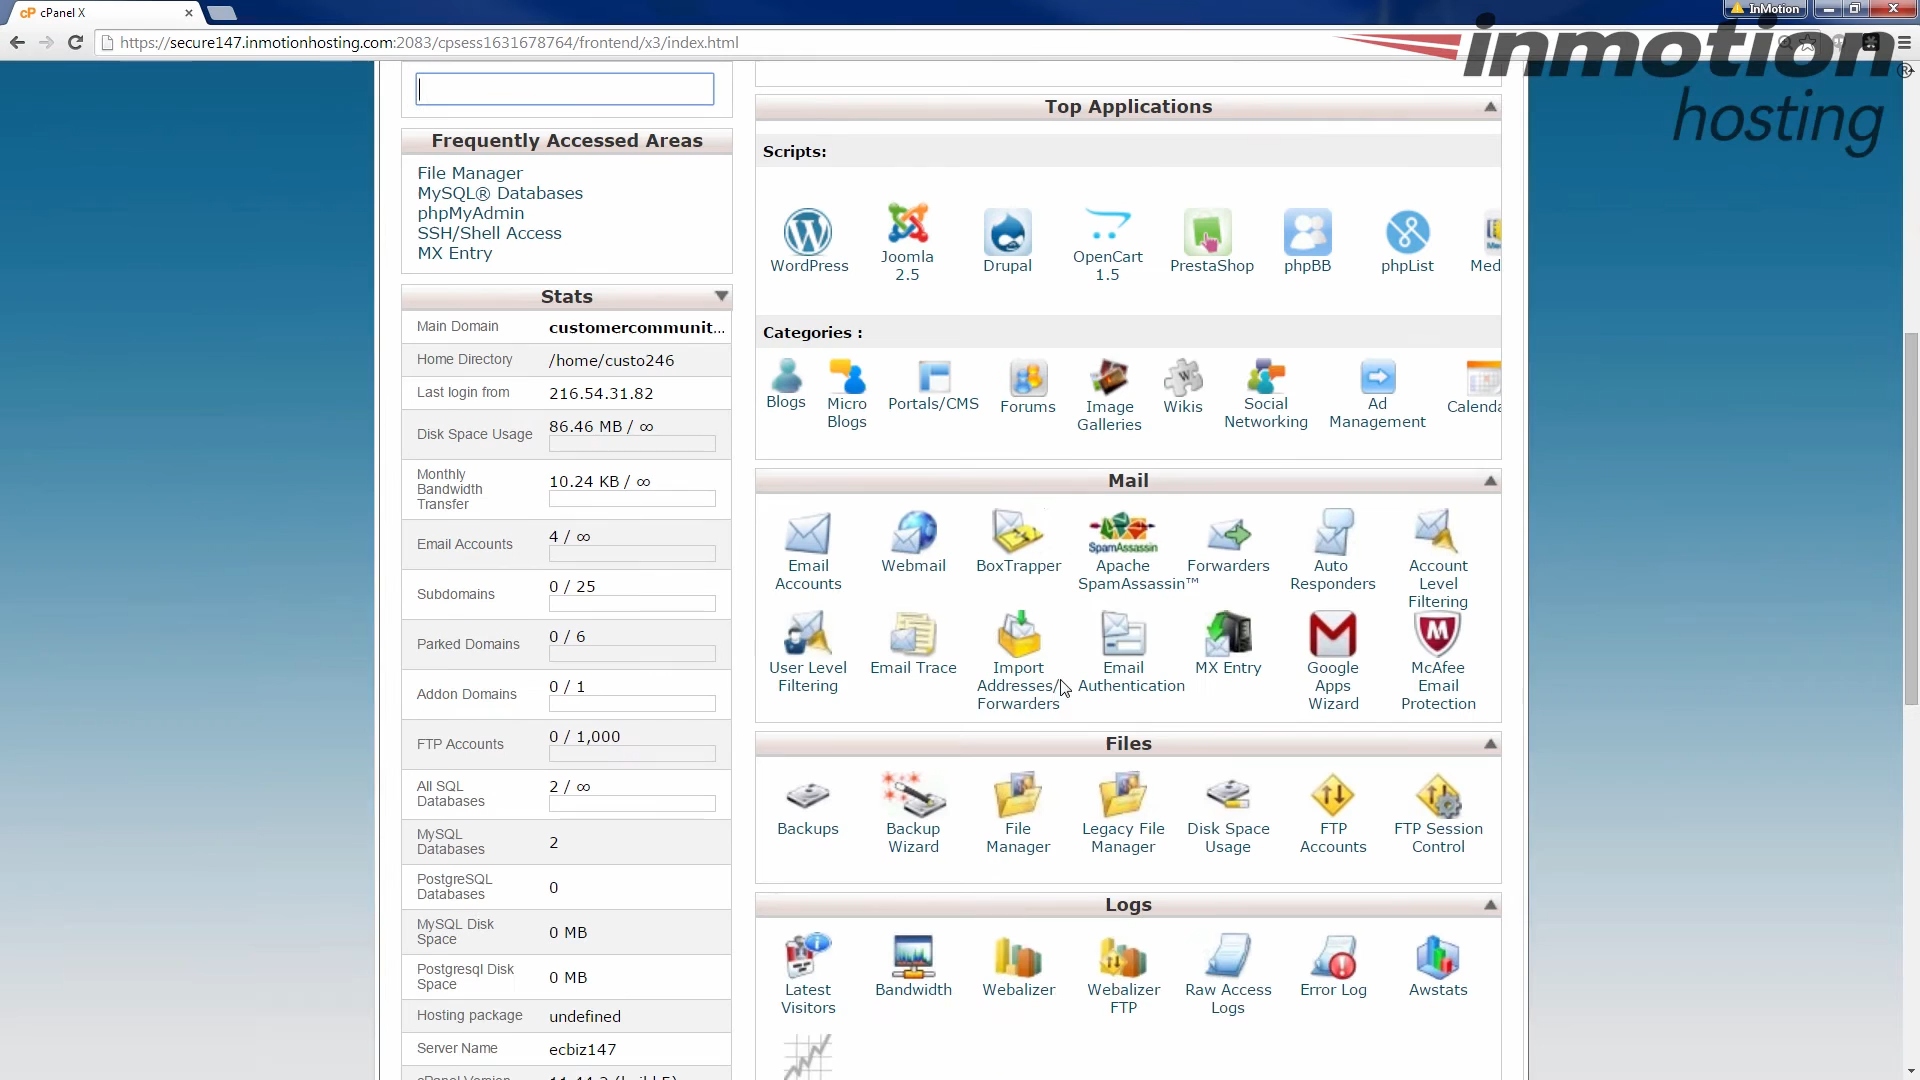 cPanel X
InMotion
https://secure147.inmotionhosting.com:2083/cpsess1631678764/frontend/x3/index.html
inmotion
hosting
Frequently Accessed Areas
File Manager
MySQL® Databases
phpMyAdmin
SSH/Shell Access
MX Entry
Stats
Main Domain customercommunit...
Home Directory /home/custo246
Last login from 216.54.31.82
Disk Space Usage 86.46 MB / ∞
Monthly
Bandwidth
Transfer
10.24 KB / ∞
Email Accounts 4 / ∞
Subdomains 0 / 25
Parked Domains 0 / 6
Addon Domains 0 / 1
FTP Accounts 0 / 1,000
All SQL
Databases
2 / ∞
MySQL
Databases
2
PostgreSQL
Databases
0
MySQL Disk
Space
0 MB
Postgresql Disk
Space
0 MB
Hosting package undefined
Server Name ecbiz147
Top Applications
Scripts:
WordPress
Joomla
2.5
Drupal
OpenCart
1.5
PrestaShop
phpBB
phpList
Med
Categories :
Blogs
Micro
Blogs
Portals/CMS
Forums
Image
Galleries
Wikis
Social
Networking
Ad
Management
Calenda
Mail
Email
Accounts
Webmail
BoxTrapper
SpamAssassin
Apache
SpamAssassin™
Forwarders
Auto
Responders
Account
Level
Filtering
User Level
Filtering
Email Trace
Import
Addresses/
Forwarders
Email
Authentication
MX Entry
Google
Apps
Wizard
McAfee
Email
Protection
Files
Backups
Backup
Wizard
File
Manager
Legacy File
Manager
Disk Space
Usage
FTP
Accounts
FTP Session
Control
Logs
Latest
Visitors
Bandwidth
Webalizer
Webalizer
FTP
Raw Access
Logs
Error Log
Awstats